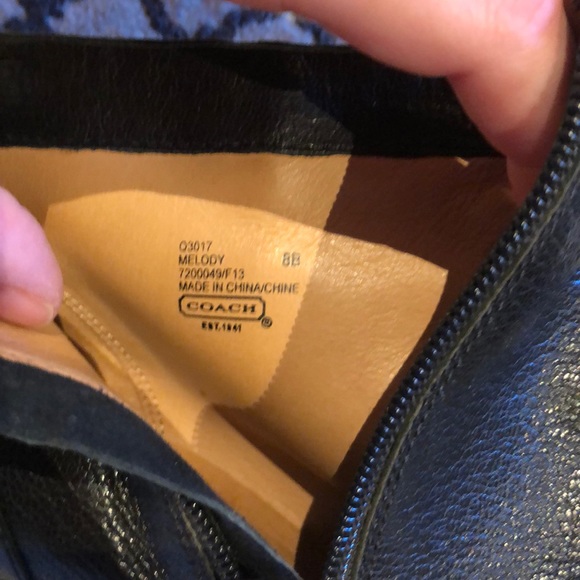 Q3017
MELODY 8B
7200049/F13
MADE IN CHINA/CHINE
COACH®
EST. 1941